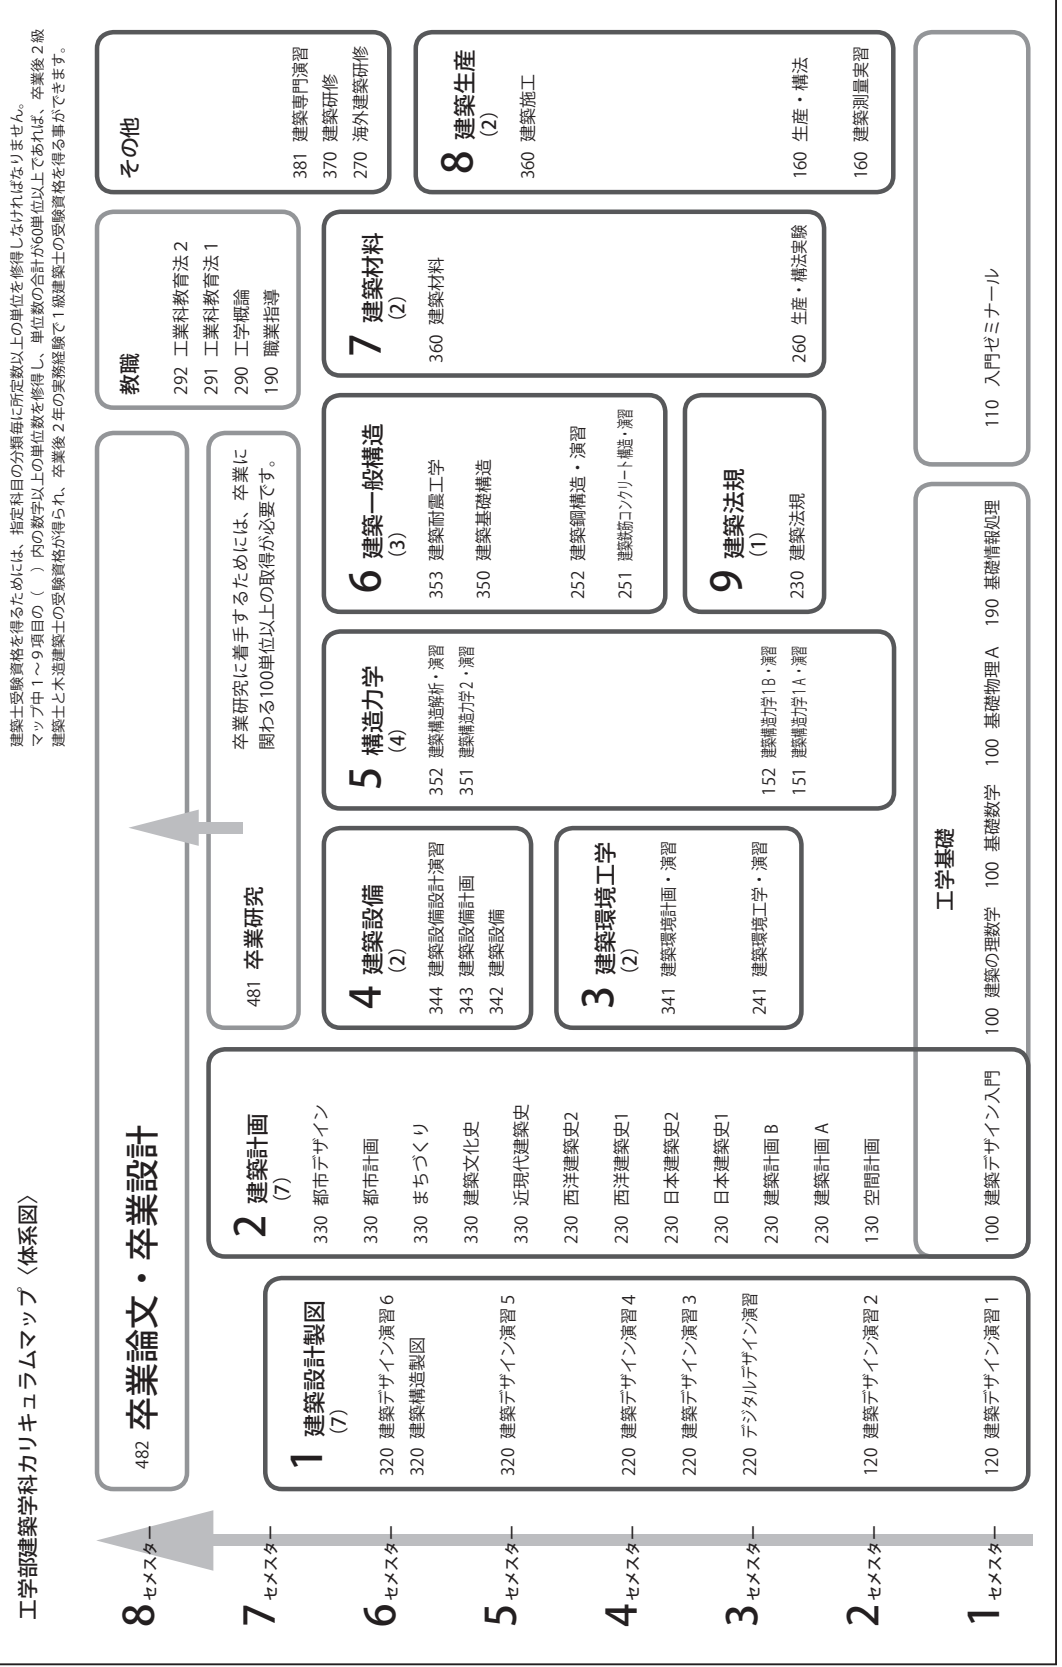 工学部建築学科カリキュラムマップ〈体系図〉
建築士受験資格を得るためには、指定科目の分類毎に所定数以上の単位を修得しなければなりません。
マップ中1～9項目の（　）内の数字以上の単位数を修得し、単位数の合計が60単位以上であれば、卒業後2級
建築士と木造建築士の受験資格が得られ、卒業後2年の実務経験で1級建築士の受験資格を得る事ができます。
8セメスター
7セメスター
6セメスター
5セメスター
4セメスター
3セメスター
2セメスター
1セメスター
482 卒業論文・卒業設計
481 卒業研究
卒業研究に着手するためには、卒業に
関わる100単位以上の取得が必要です。
教職
292 工業科教育法2
291 工業科教育法1
290 工学概論
190 職業指導
その他
381 建築専門演習
370 建築研修
270 海外建築研修
1 建築設計製図
(7)
320 建築デザイン演習6
320 建築構造製図
320 建築デザイン演習5
220 建築デザイン演習4
220 建築デザイン演習3
220 デジタルデザイン演習
120 建築デザイン演習2
120 建築デザイン演習1
2 建築計画
(7)
330 都市デザイン
330 都市計画
330 まちづくり
330 建築文化史
330 近現代建築史
230 西洋建築史2
230 西洋建築史1
230 日本建築史2
230 日本建築史1
230 建築計画B
230 建築計画A
130 空間計画
100 建築デザイン入門
4 建築設備
(2)
344 建築設備設計演習
343 建築設備計画
342 建築設備
3 建築環境工学
(2)
341 建築環境計画・演習
241 建築環境工学・演習
5 構造力学
(4)
352 建築構造解析・演習
351 建築構造力学2・演習
152 建築構造力学1B・演習
151 建築構造力学1A・演習
6 建築一般構造
(3)
353 建築耐震工学
350 建築基礎構造
252 建築鋼構造・演習
251 建築鉄筋コンクリート構造・演習
9 建築法規
(1)
230 建築法規
7 建築材料
(2)
360 建築材料
260 生産・構法実験
8 建築生産
(2)
360 建築施工
160 生産・構法
160 建築測量実習
工学基礎
100 建築の理数学 100 基礎数学 100 基礎物理A 190 基礎情報処理
110 入門ゼミナール